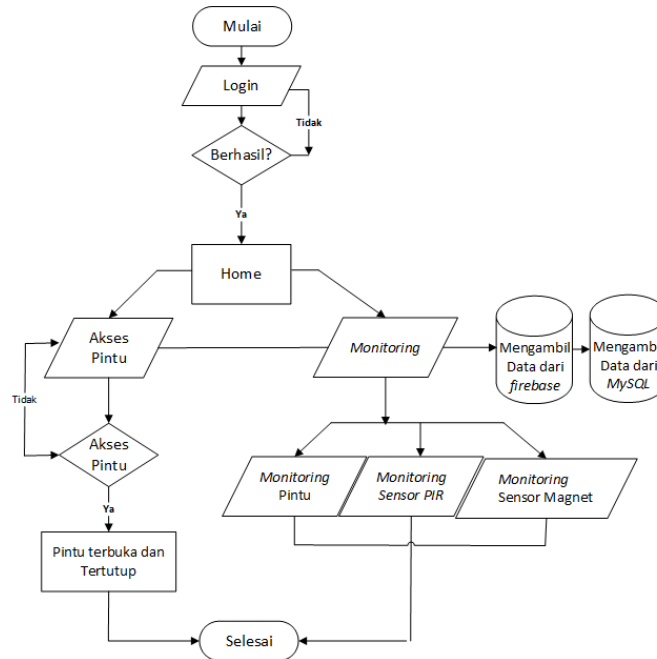 Mulai
Login
Tidak
Berhasil?
Ya
Home
Akses
Pintu
Monitoring
Mengambil
Data dari
firebase
Mengamb
Data dari
MySQL
Tidak
Akses
Pintu
Monitoring
Pintu
Monitoring
Sensor PIR
Monitoring
Sensor Magnet
Ya
Pintu terbuka dan
Tertutup
Selesai